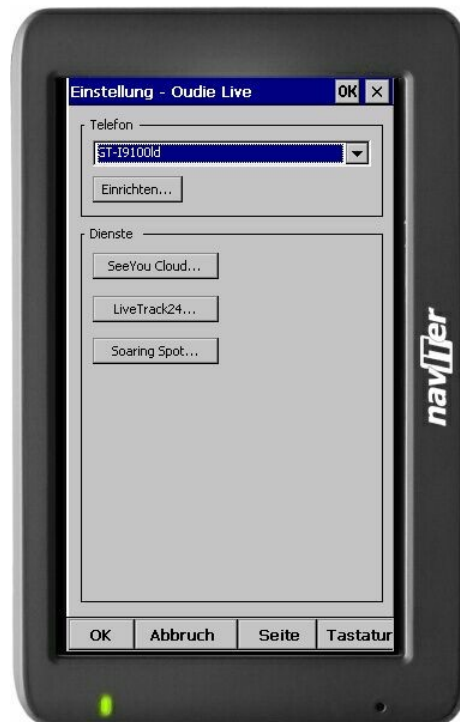 Einstellung - Oudie Live OK ×
Telefon
GT-I9100ld
Einrichten...
Dienste
SeeYou Cloud...
LiveTrack24...
Soaring Spot...
naviter
OK Abbruch Seite Tastatur